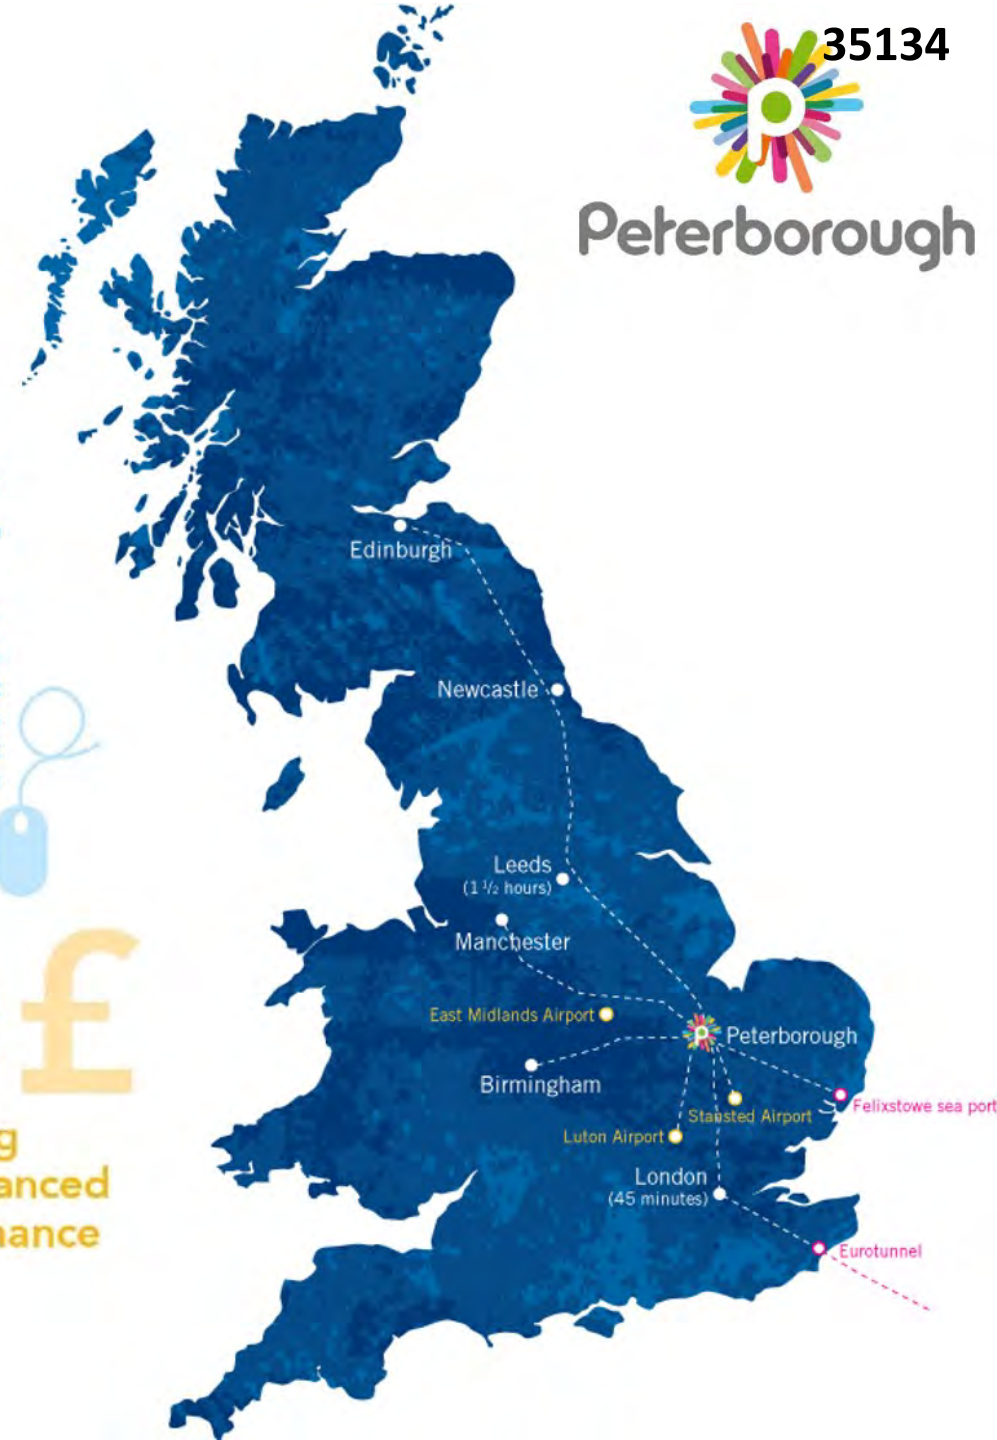 35134
Peterborough
Edinburgh
Newcastle
Leeds
(1 1/2 hours)
Manchester
East Midlands Airport
p Peterborough
Birmingham
Felixstowe sea port
Stansted Airport
Luton Airport
London
(45 minutes)
Eurotunnel
£
g
anced
nance